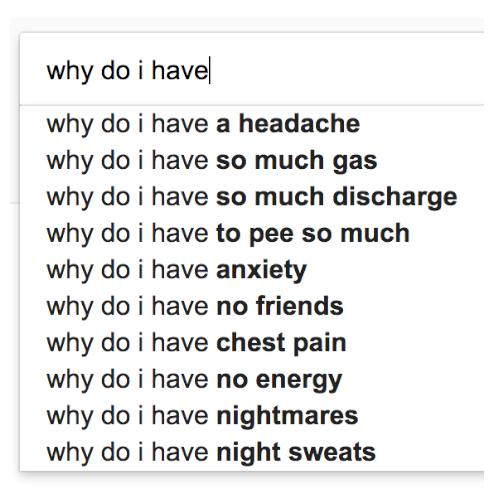 why do i have
why do i have a headache
why do i have so much gas
why do i have so much discharge
why do i have to pee so much
why do i have anxiety
why do i have no friends
why do i have chest pain
why do i have no energy
why do i have nightmares
why do i have night sweats